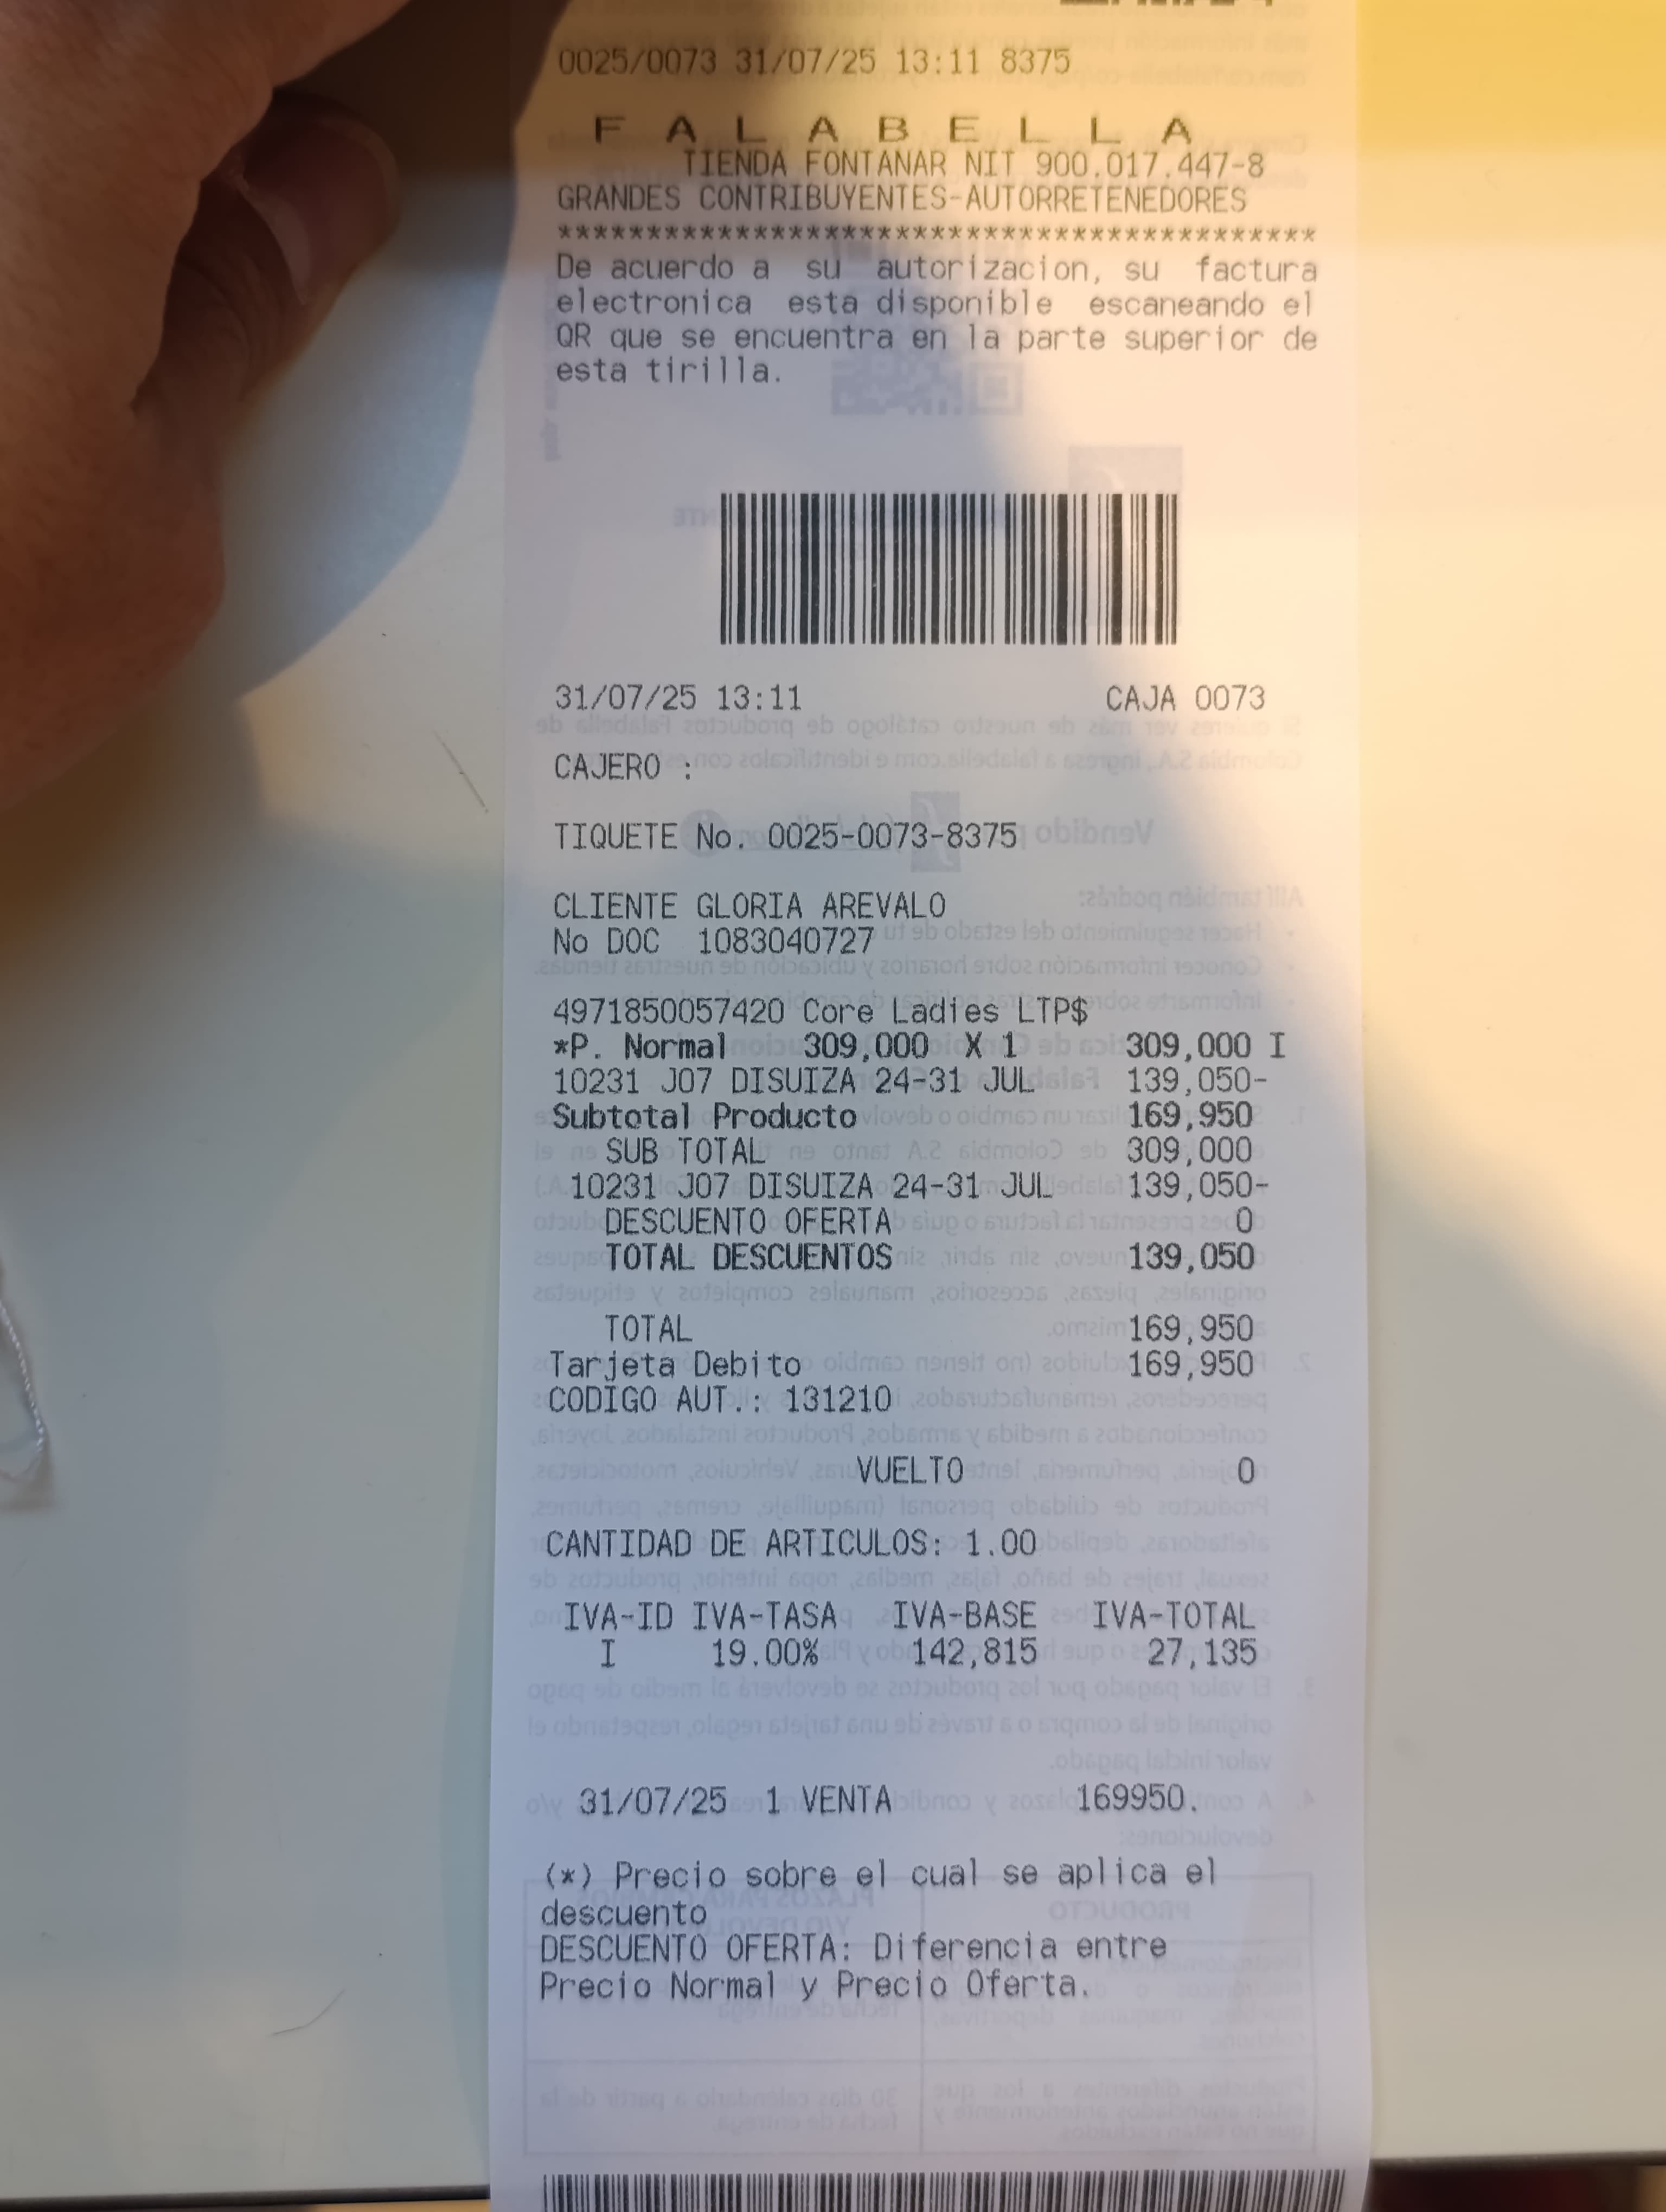 0025/0073 31/07/25 13:11 8375
F A L A B E L L A
TIENDA FONTANAR NIT 900.017.447-8
GRANDES CONTRIBUYENTES-AUTORRETENEDORES
*******************************************
De acuerdo a su autorizacion, su factura
electronica esta disponible escaneando el
QR que se encuentra en la parte superior de
esta tirilla.
31/07/25 13:11 CAJA 0073
CAJERO :
TIQUETE No. 0025-0073-8375
CLIENTE GLORIA AREVALO
No DOC 1083040727
4971850057420 Core Ladies LTP$
*P. Normal 309,000 X 1 309,000 I
10231 J07 DISUIZA 24-31 JUL 139,050-
Subtotal Producto 169,950
SUB TOTAL 309,000
10231 J07 DISUIZA 24-31 JUL 139,050-
DESCUENTO OFERTA 0
TOTAL DESCUENTOS 139,050
TOTAL 169,950
Tarjeta Debito 169,950
CODIGO AUT.: 131210
VUELTO 0
CANTIDAD DE ARTICULOS: 1.00
IVA-ID IVA-TASA IVA-BASE IVA-TOTAL
I 19.00% 142,815 27,135
31/07/25 1 VENTA 169950.
(*) Precio sobre el cual se aplica el
descuento
DESCUENTO OFERTA: Diferencia entre
Precio Normal y Precio Oferta.